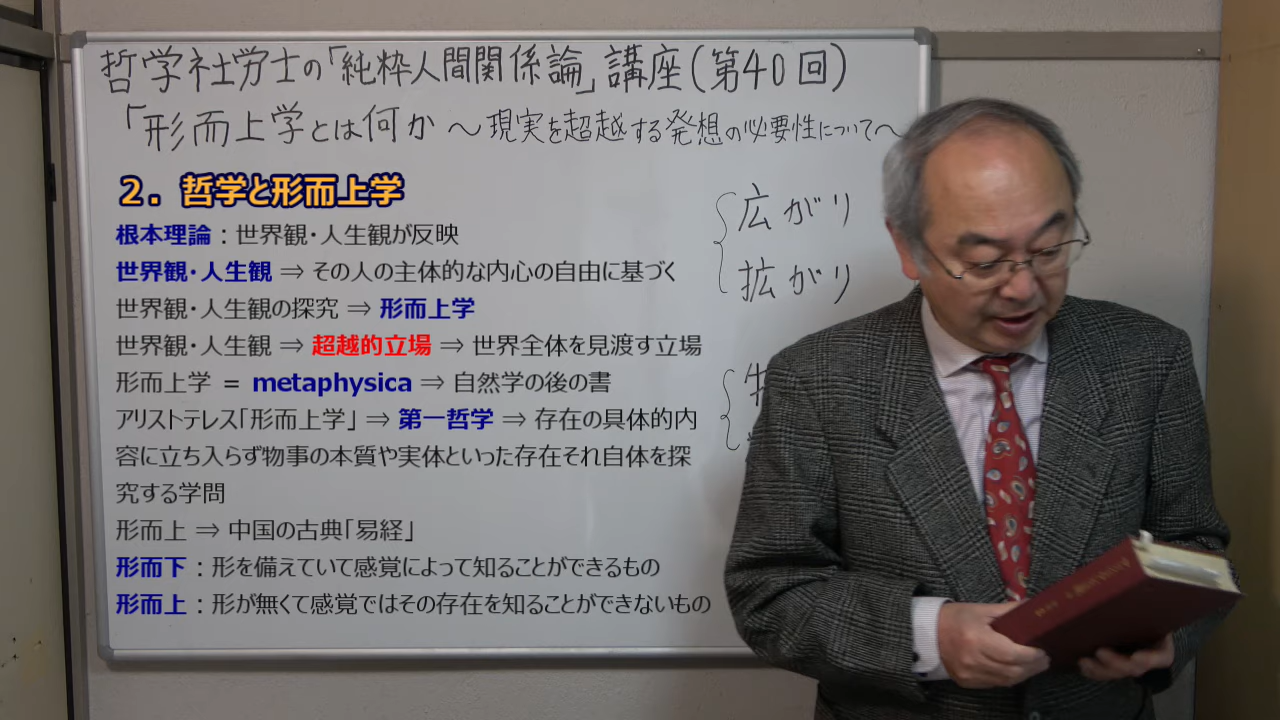 哲学社労士の「純粋人間関係論」講座(第40回)
「形而上学とは何か～現実を超越する発想の必要性について～
2．哲学と形而上学
根本理論：世界観・人生観が反映
世界観・人生観 ⇒ その人の主体的な内心の自由に基づく
世界観・人生観の探究 ⇒ 形而上学
世界観・人生観 ⇒ 超越的立場 ⇒ 世界全体を見渡す立場
形而上学 = metaphysica ⇒ 自然学の後の書
アリストテレス「形而上学」 ⇒ 第一哲学 ⇒ 存在の具体的内
容に立ち入らず物事の本質や実体といった存在それ自体を探
究する学問
形而上 ⇒ 中国の古典「易経」
形而下：形を備えていて感覚によって知ることができるもの
形而上：形が無くて感覚ではその存在を知ることができないもの
広がり
拡がり